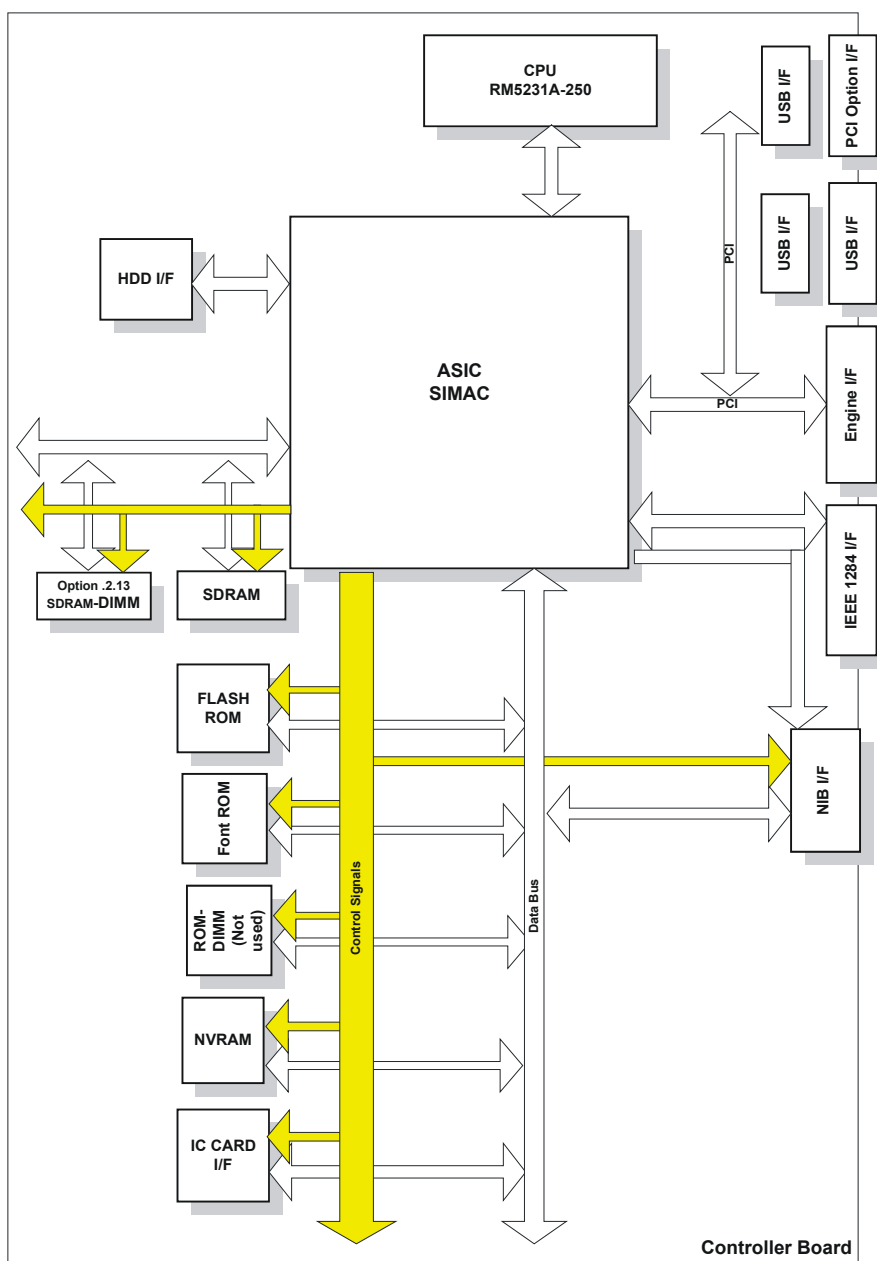 CPU
RM5231A-250
USB I/F
PCI Option I/F
USB I/F
USB I/F
PCI
HDD I/F
ASIC
SIMAC
PCI
Engine I/F
Option .2.13
SDRAM-DIMM
SDRAM
IEEE 1284 I/F
FLASH
ROM
NIB I/F
Font ROM
Control Signals
Data Bus
ROM-
DIMM
(Not
used)
NVRAM
IC CARD
I/F
Controller Board